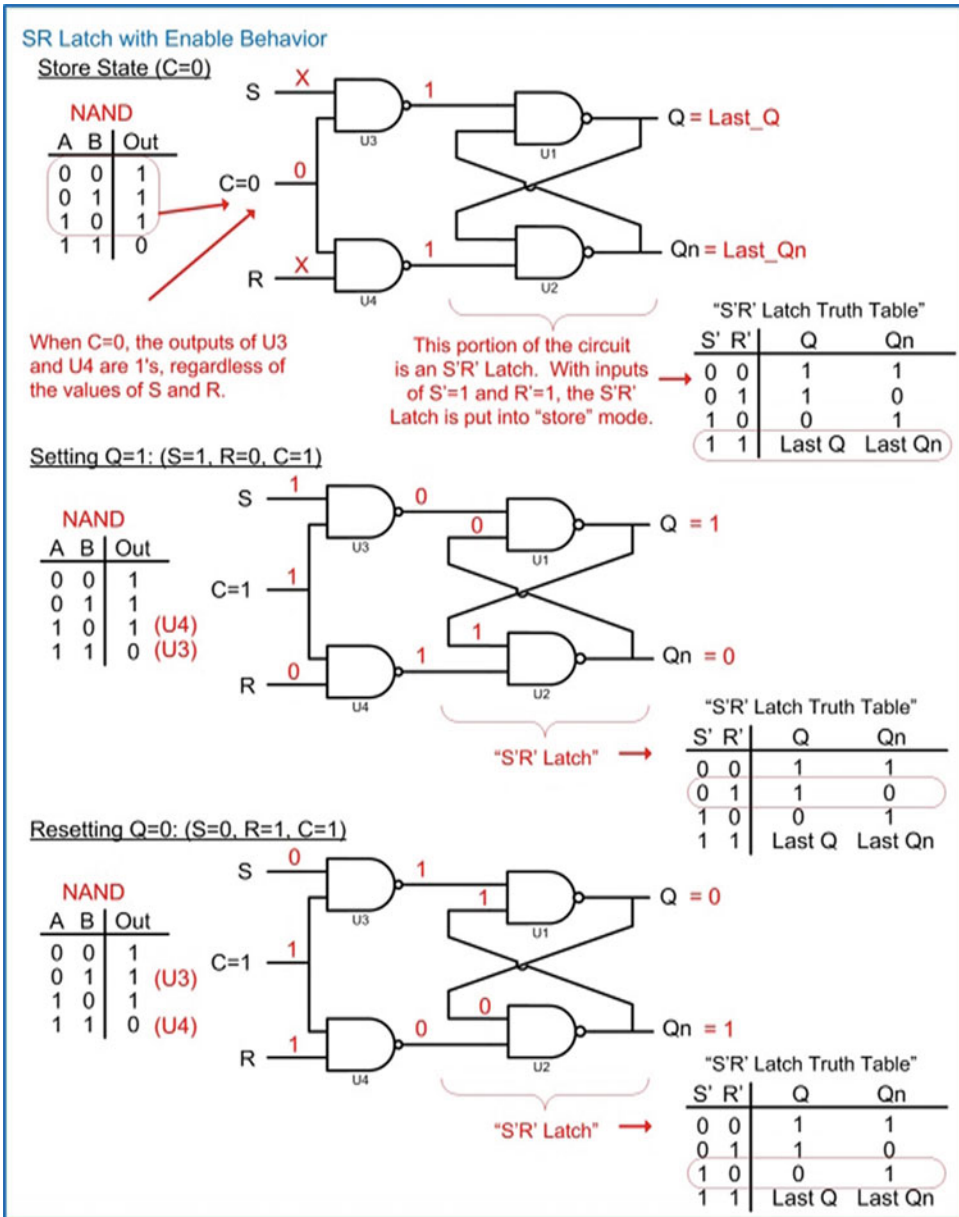 SR Latch with Enable Behavior
Store State (C=0)
NAND
A B Out
0 0 1
0 1 1
1 0 1
1 1 0
S X
C=0 0
R X
U3
U4
1
1
U1
U2
Q = Last_Q
Qn = Last_Qn
When C=0, the outputs of U3
and U4 are 1's, regardless of
the values of S and R.
This portion of the circuit
is an S'R' Latch. With inputs
of S'=1 and R'=1, the S'R'
Latch is put into "store" mode.
"S'R' Latch Truth Table"
S' R' Q Qn
0 0 1 1
0 1 1 0
1 0 0 1
1 1 Last Q Last Qn
Setting Q=1: (S=1, R=0, C=1)
NAND
A B Out
0 0 1
0 1 1
1 0 1 (U4)
1 1 0 (U3)
S 1
C=1 1
R 0
U3
U4
0
1
0
1
U1
U2
Q = 1
Qn = 0
"S'R' Latch"
"S'R' Latch Truth Table"
S' R' Q Qn
0 0 1 1
0 1 1 0
1 0 0 1
1 1 Last Q Last Qn
Resetting Q=0: (S=0, R=1, C=1)
NAND
A B Out
0 0 1
0 1 1 (U3)
1 0 1
1 1 0 (U4)
S 0
C=1 1
R 1
U3
U4
1
0
1
0
U1
U2
Q = 0
Qn = 1
"S'R' Latch"
"S'R' Latch Truth Table"
S' R' Q Qn
0 0 1 1
0 1 1 0
1 0 0 1
1 1 Last Q Last Qn